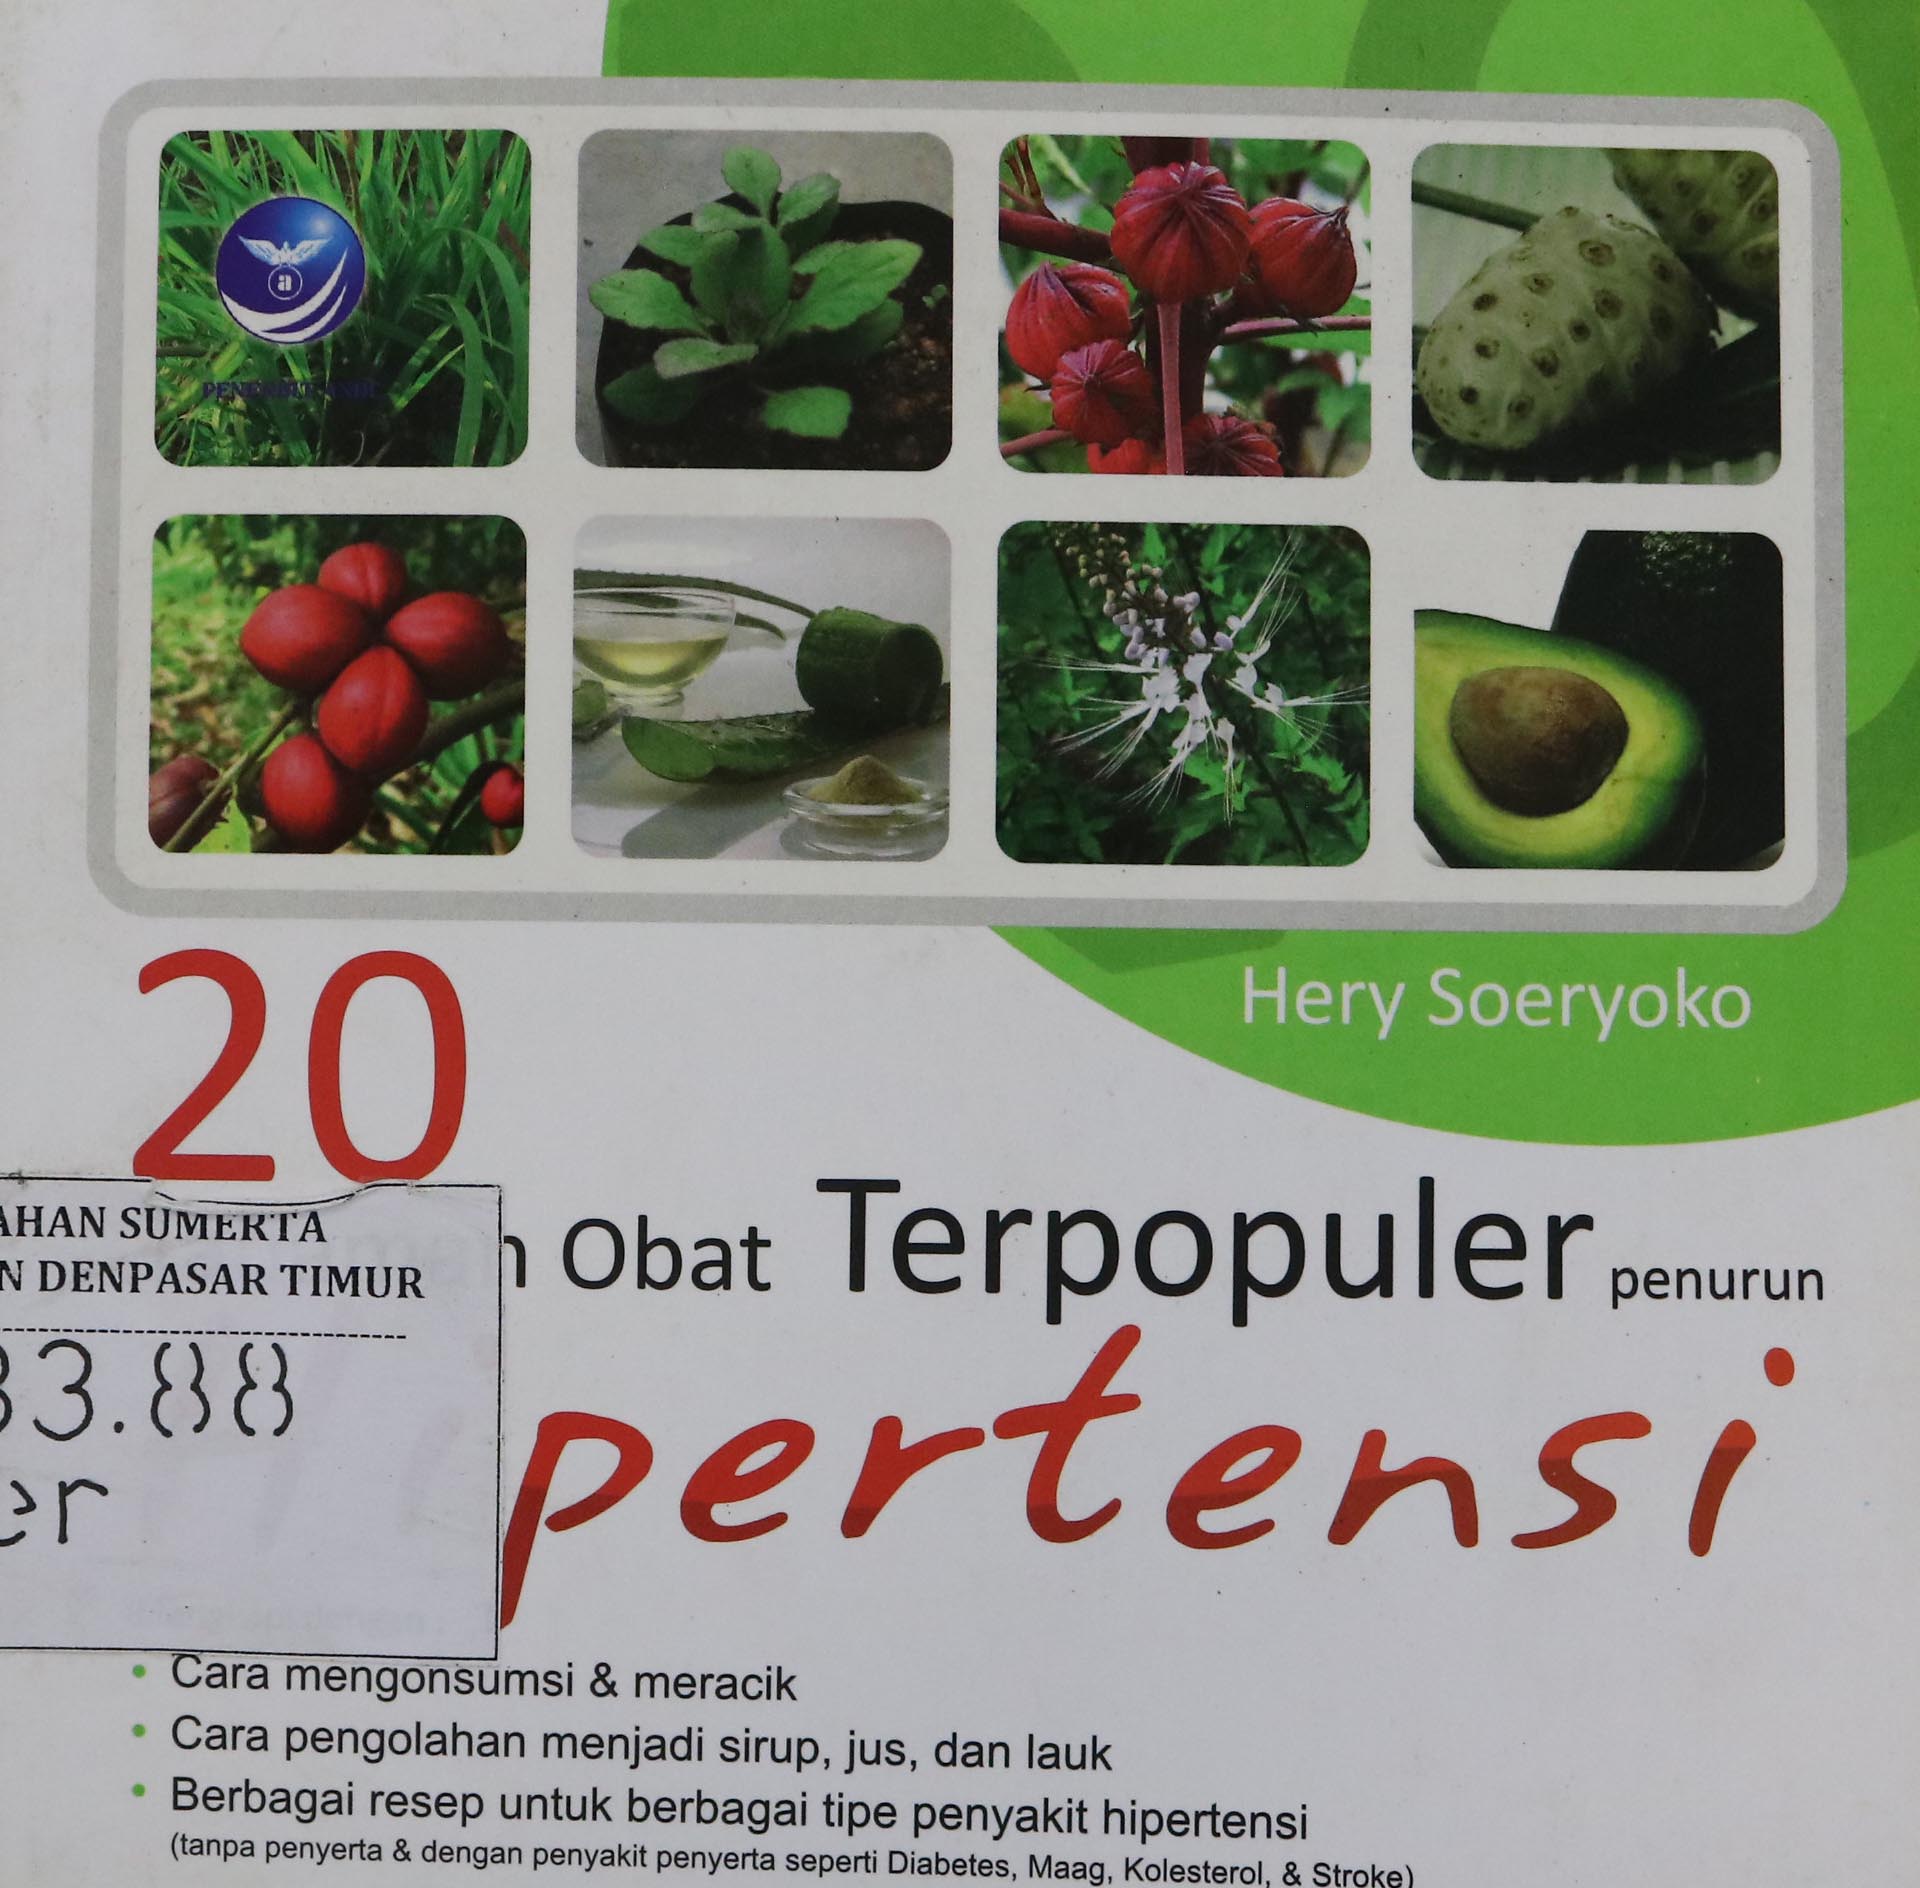 a
PENERBIT ANDI
Hery Soeryoko
20
n Obat Terpopuler penurun
pertensi
AHAN SUMERTA
N DENPASAR TIMUR
33.88
er
• Cara mengonsumsi & meracik
• Cara pengolahan menjadi sirup, jus, dan lauk
• Berbagai resep untuk berbagai tipe penyakit hipertensi
(tanpa penyerta & dengan penyakit penyerta seperti Diabetes, Maag, Kolesterol, & Stroke)